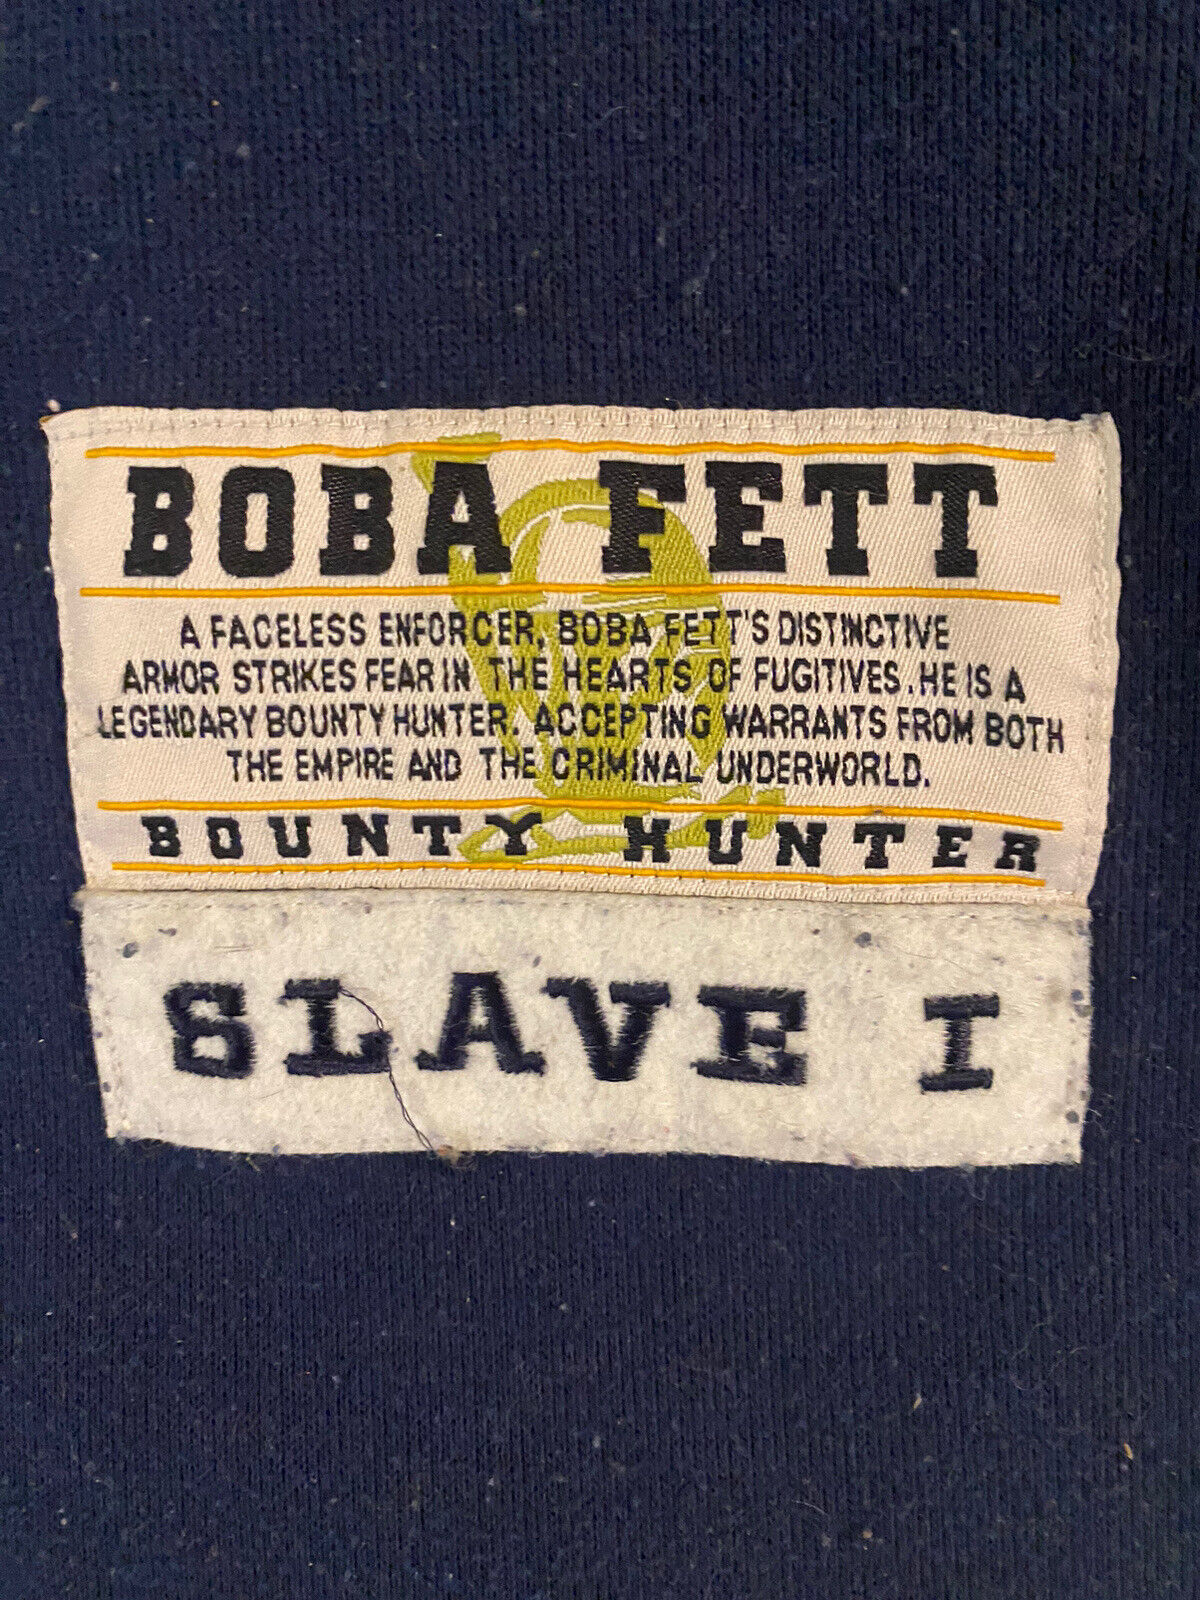 BOBA FETT
A FACELESS ENFORCER, BOBA FETT'S DISTINCTIVE
ARMOR STRIKES FEAR IN THE HEARTS OF FUGITIVES. HE IS A
LEGENDARY BOUNTY HUNTER. ACCEPTING WARRANTS FROM BOTH
THE EMPIRE AND THE CRIMINAL UNDERWORLD.
BOUNTY HUNTER
SLAVE I